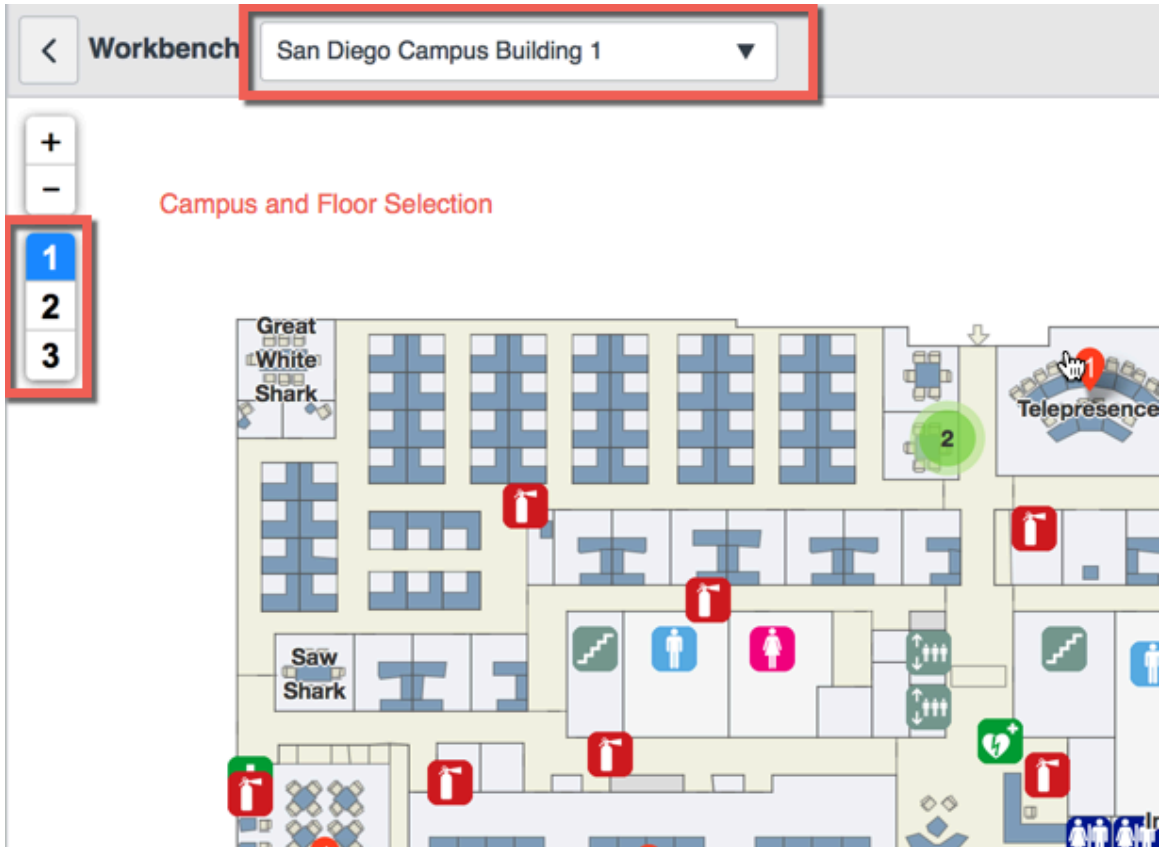 Workbench
San Diego Campus Building 1
+
−
Campus and Floor Selection
1
2
3
Great
White
Shark
1
Telepresence
2
Saw
Shark